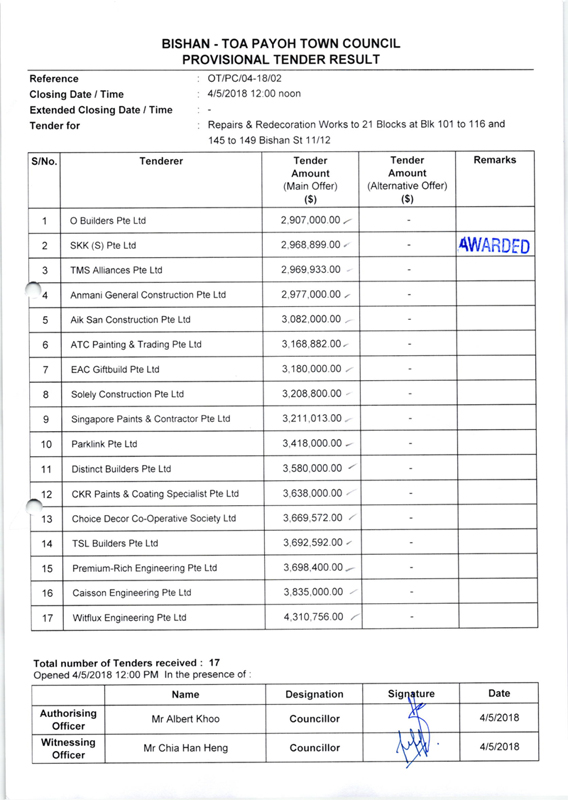 BISHAN - TOA PAYOH TOWN COUNCIL
PROVISIONAL TENDER RESULT
Reference : OT/PC/04-18/02
Closing Date / Time : 4/5/2018 12:00 noon
Extended Closing Date / Time : -
Tender for : Repairs & Redecoration Works to 21 Blocks at Blk 101 to 116 and
145 to 149 Bishan St 11/12
S/No. Tenderer Tender Amount (Main Offer) ($) Tender Amount (Alternative Offer) ($) Remarks
1 O Builders Pte Ltd 2,907,000.00 -
2 SKK (S) Pte Ltd 2,968,899.00 - AWARDED
3 TMS Alliances Pte Ltd 2,969,933.00 -
4 Anmani General Construction Pte Ltd 2,977,000.00 -
5 Aik San Construction Pte Ltd 3,082,000.00 -
6 ATC Painting & Trading Pte Ltd 3,168,882.00 -
7 EAC Giftbuild Pte Ltd 3,180,000.00 -
8 Solely Construction Pte Ltd 3,208,800.00 -
9 Singapore Paints & Contractor Pte Ltd 3,211,013.00 -
10 Parklink Pte Ltd 3,418,000.00 -
11 Distinct Builders Pte Ltd 3,580,000.00 -
12 CKR Paints & Coating Specialist Pte Ltd 3,638,000.00 -
13 Choice Decor Co-Operative Society Ltd 3,669,572.00 -
14 TSL Builders Pte Ltd 3,692,592.00 -
15 Premium-Rich Engineering Pte Ltd 3,698,400.00 -
16 Caisson Engineering Pte Ltd 3,835,000.00 -
17 Witflux Engineering Pte Ltd 4,310,756.00 -
Total number of Tenders received : 17
Opened 4/5/2018 12:00 PM In the presence of :
Name Designation Signature Date
Authorising Officer Mr Albert Khoo Councillor 4/5/2018
Witnessing Officer Mr Chia Han Heng Councillor 4/5/2018